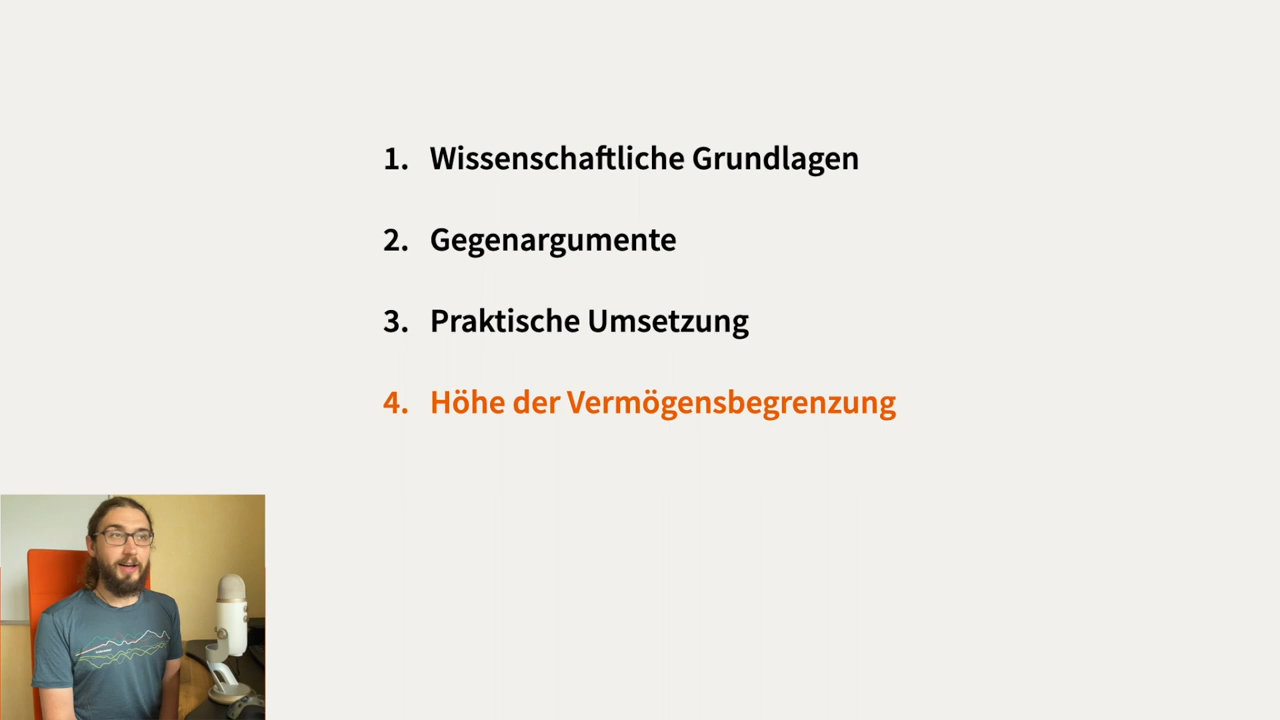 1. Wissenschaftliche Grundlagen
2. Gegenargumente
3. Praktische Umsetzung
4. Höhe der Vermögensbegrenzung